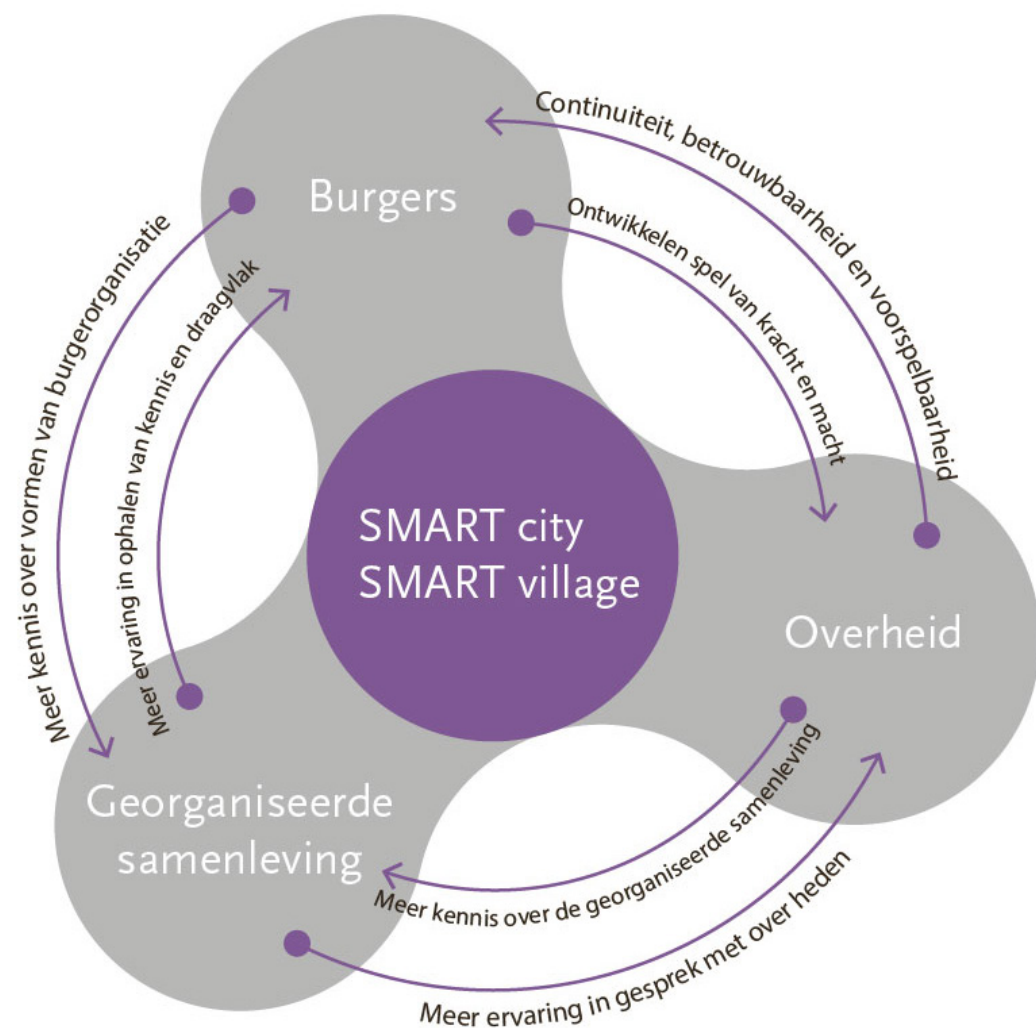 Continuiteit, betrouwbaarheid en voorspelbaarheid
Burgers
Ontwikkelen spel van kracht en macht
Meer kennis over vormen van burgerorganisatie
Meer ervaring in ophalen van kennis en draagvlak
SMART city
SMART village
Overheid
Georganiseerde
samenleving
Meer kennis over de georganiseerde samenleving
Meer ervaring in gesprek met over heden